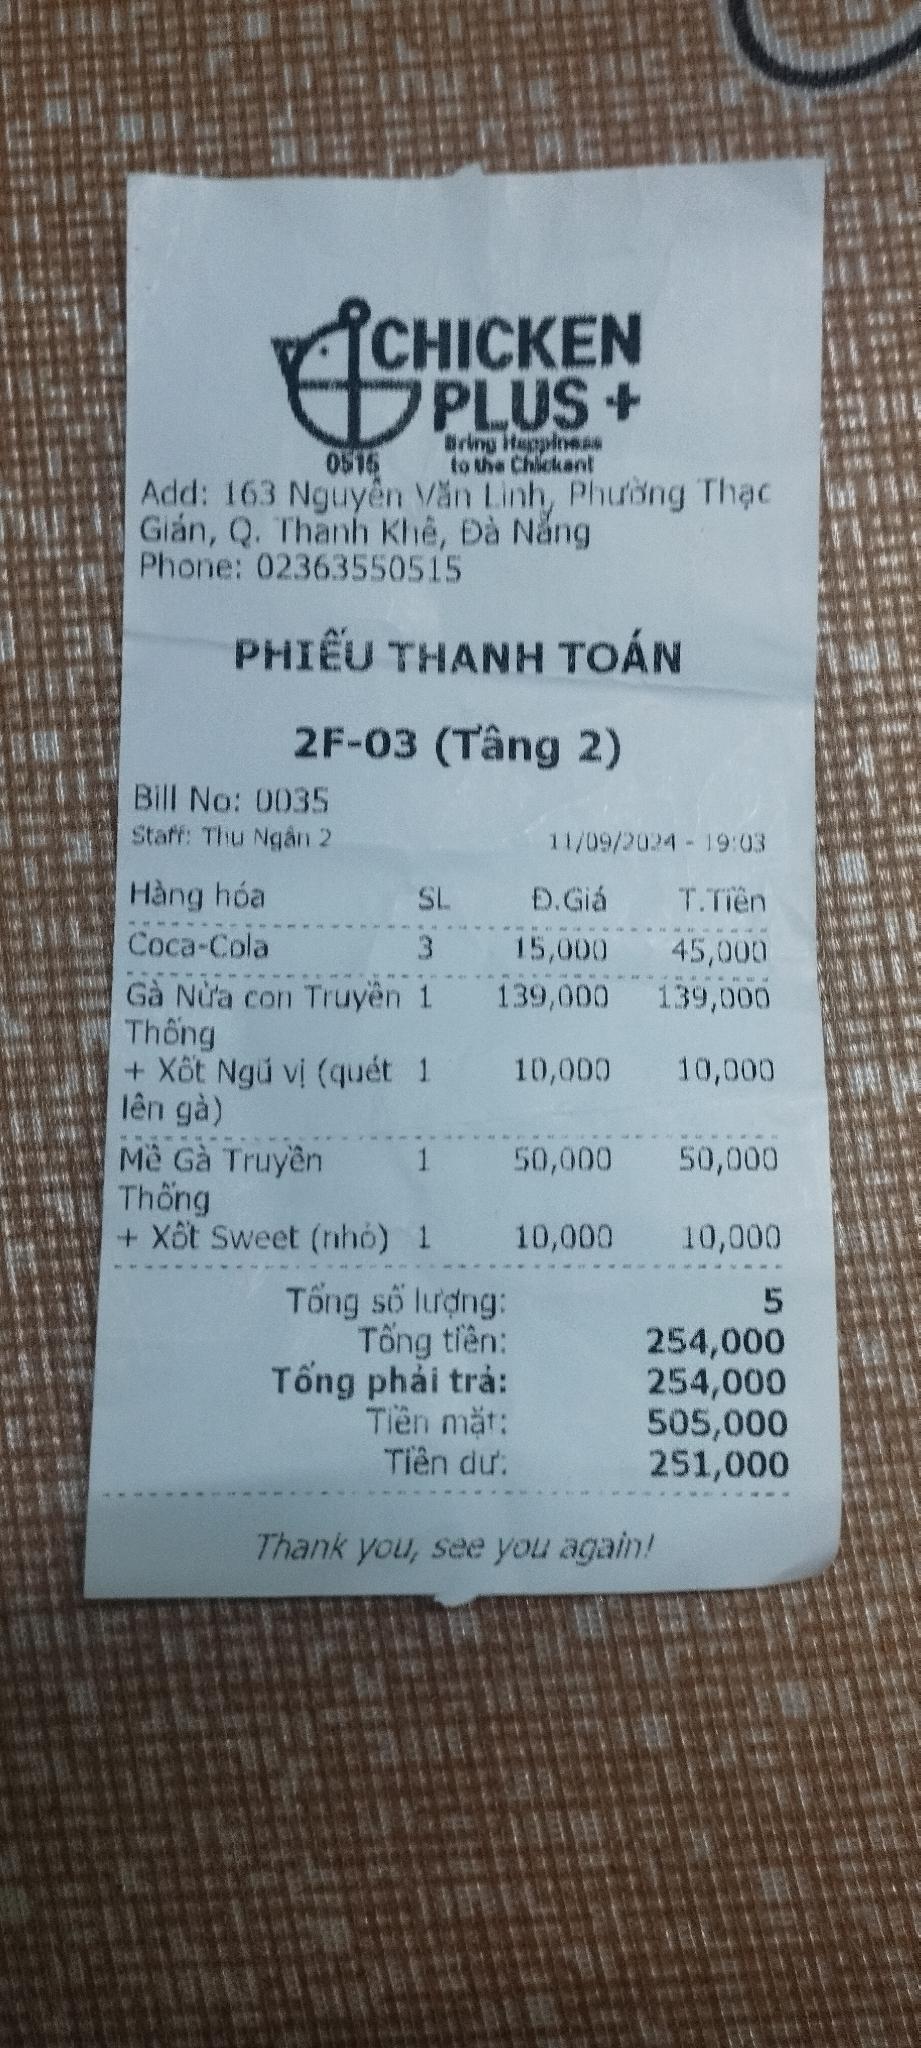 CHICKEN
PLUS +
Bring Happiness
to the Chicken!
0515
Add: 163 Nguyễn Văn Linh, Phường Thạc
Gián, Q. Thanh Khê, Đà Nẵng
Phone: 02363550515
PHIẾU THANH TOÁN
2F-03 (Tầng 2)
Bill No: 0035
Staff: Thu Ngân 2 11/09/2024 - 19:03
Hàng hóa SL Đ.Giá T.Tiền
Coca-Cola 3 15,000 45,000
Gà Nửa con Truyền 1 139,000 139,000
Thống
+ Xốt Ngũ vị (quét 1 10,000 10,000
lên gà)
Mề Gà Truyền 1 50,000 50,000
Thống
+ Xốt Sweet (nhỏ) 1 10,000 10,000
Tổng số lượng: 5
Tổng tiền: 254,000
Tổng phải trả: 254,000
Tiền mặt: 505,000
Tiền dư: 251,000
Thank you, see you again!